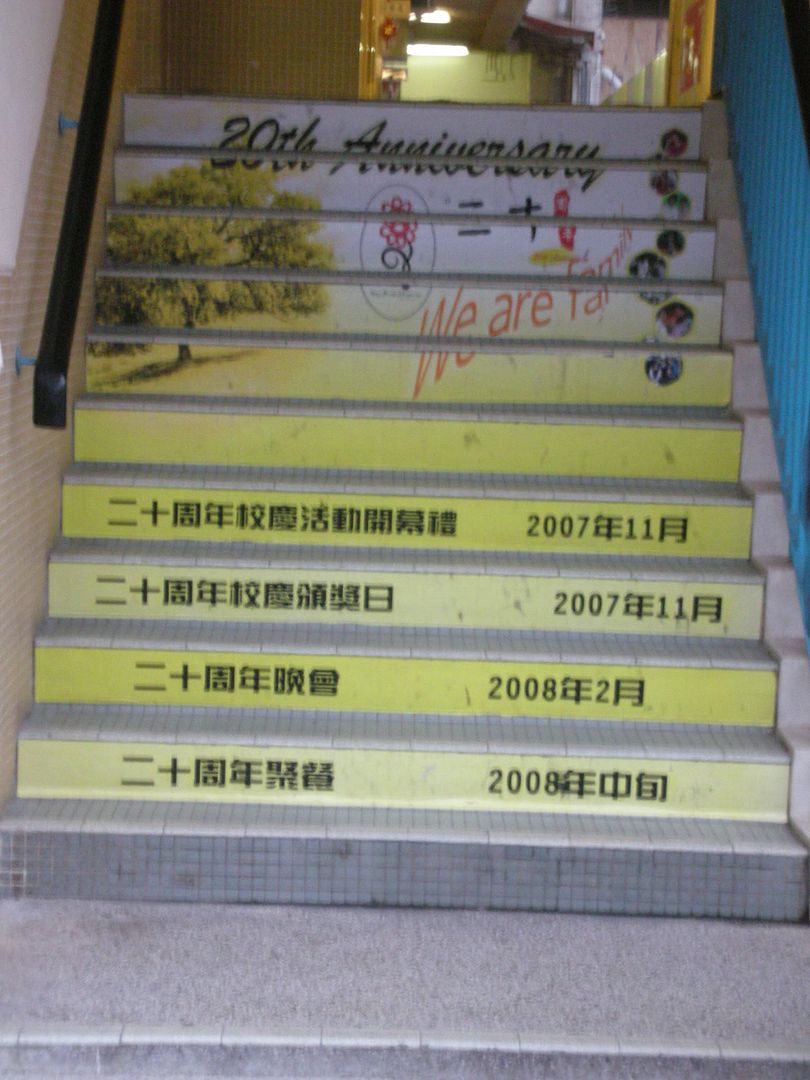 20th Anniversary
二十
We are family
二十周年校慶活動開幕禮 2007年11月
二十周年校慶頒獎日 2007年11月
二十周年晚會 2008年2月
二十周年聚餐 2008年中旬